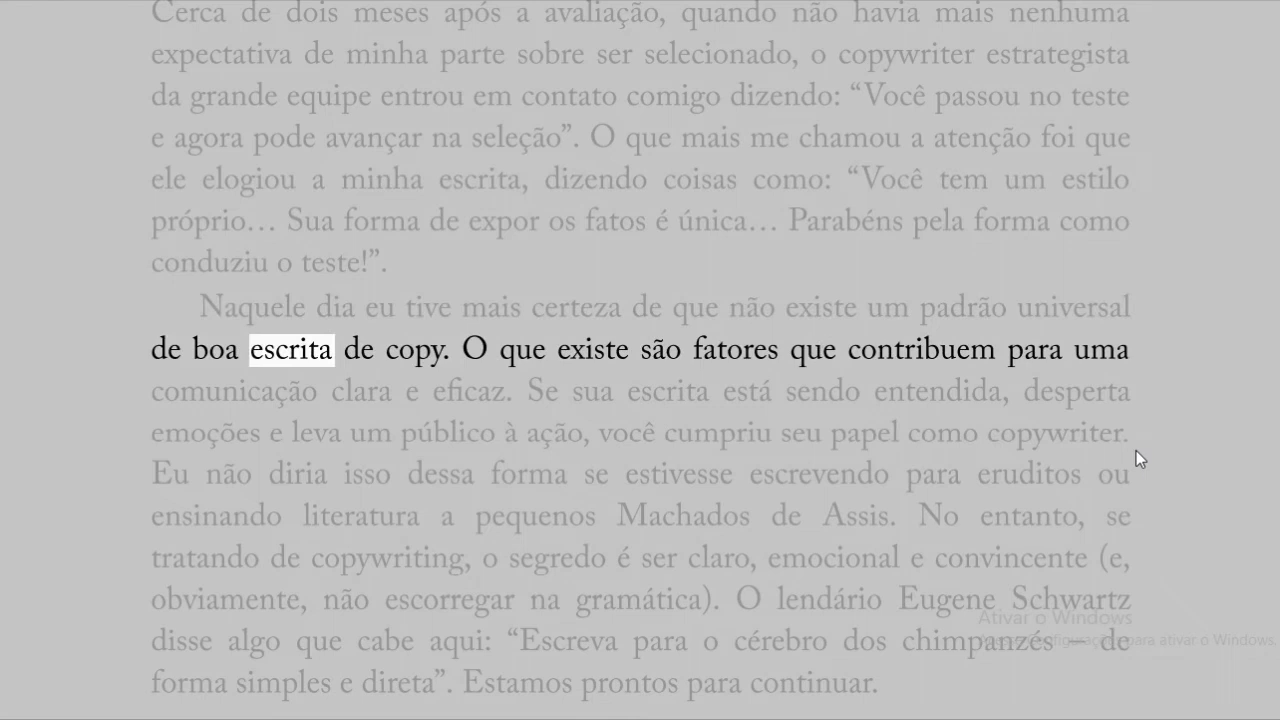 Cerca de dois meses após a avaliação, quando não havia mais nenhuma
expectativa de minha parte sobre ser selecionado, o copywriter estrategista
da grande equipe entrou em contato comigo dizendo: “Você passou no teste
e agora pode avançar na seleção”. O que mais me chamou a atenção foi que
ele elogiou a minha escrita, dizendo coisas como: “Você tem um estilo
próprio… Sua forma de expor os fatos é única… Parabéns pela forma como
conduziu o teste!”.
Naquele dia eu tive mais certeza de que não existe um padrão universal
de boa escrita de copy. O que existe são fatores que contribuem para uma
comunicação clara e eficaz. Se sua escrita está sendo entendida, desperta
emoções e leva um público à ação, você cumpriu seu papel como copywriter.
Eu não diria isso dessa forma se estivesse escrevendo para eruditos ou
ensinando literatura a pequenos Machados de Assis. No entanto, se
tratando de copywriting, o segredo é ser claro, emocional e convincente (e,
obviamente, não escorregar na gramática). O lendário Eugene Schwartz
disse algo que cabe aqui: “Escreva para o cérebro dos chimpanzés — de
forma simples e direta”. Estamos prontos para continuar.
Ativar o Windows
para ativar o Windows.